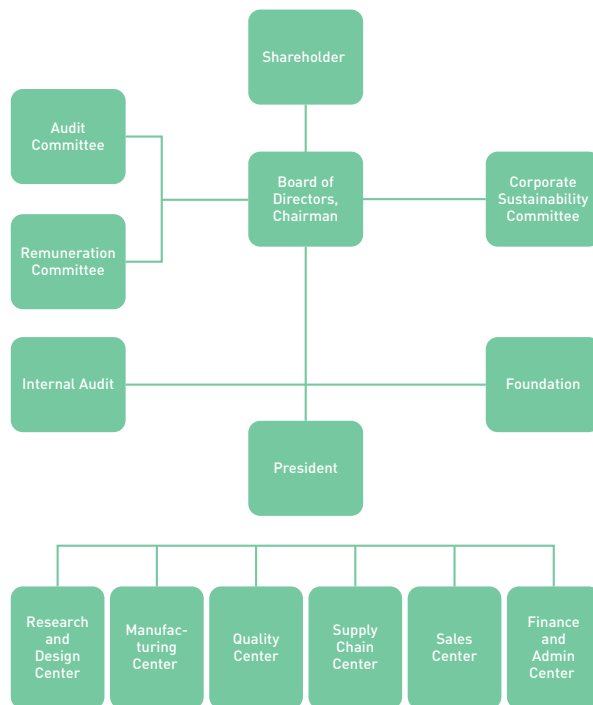 Shareholder
Audit
Committee
Board of
Directors,
Chairman
Corporate
Sustainability
Committee
Remuneration
Committee
Internal Audit
Foundation
President
Research
and
Design
Center
Manufac-
turing
Center
Quality
Center
Supply
Chain
Center
Sales
Center
Finance
and
Admin
Center